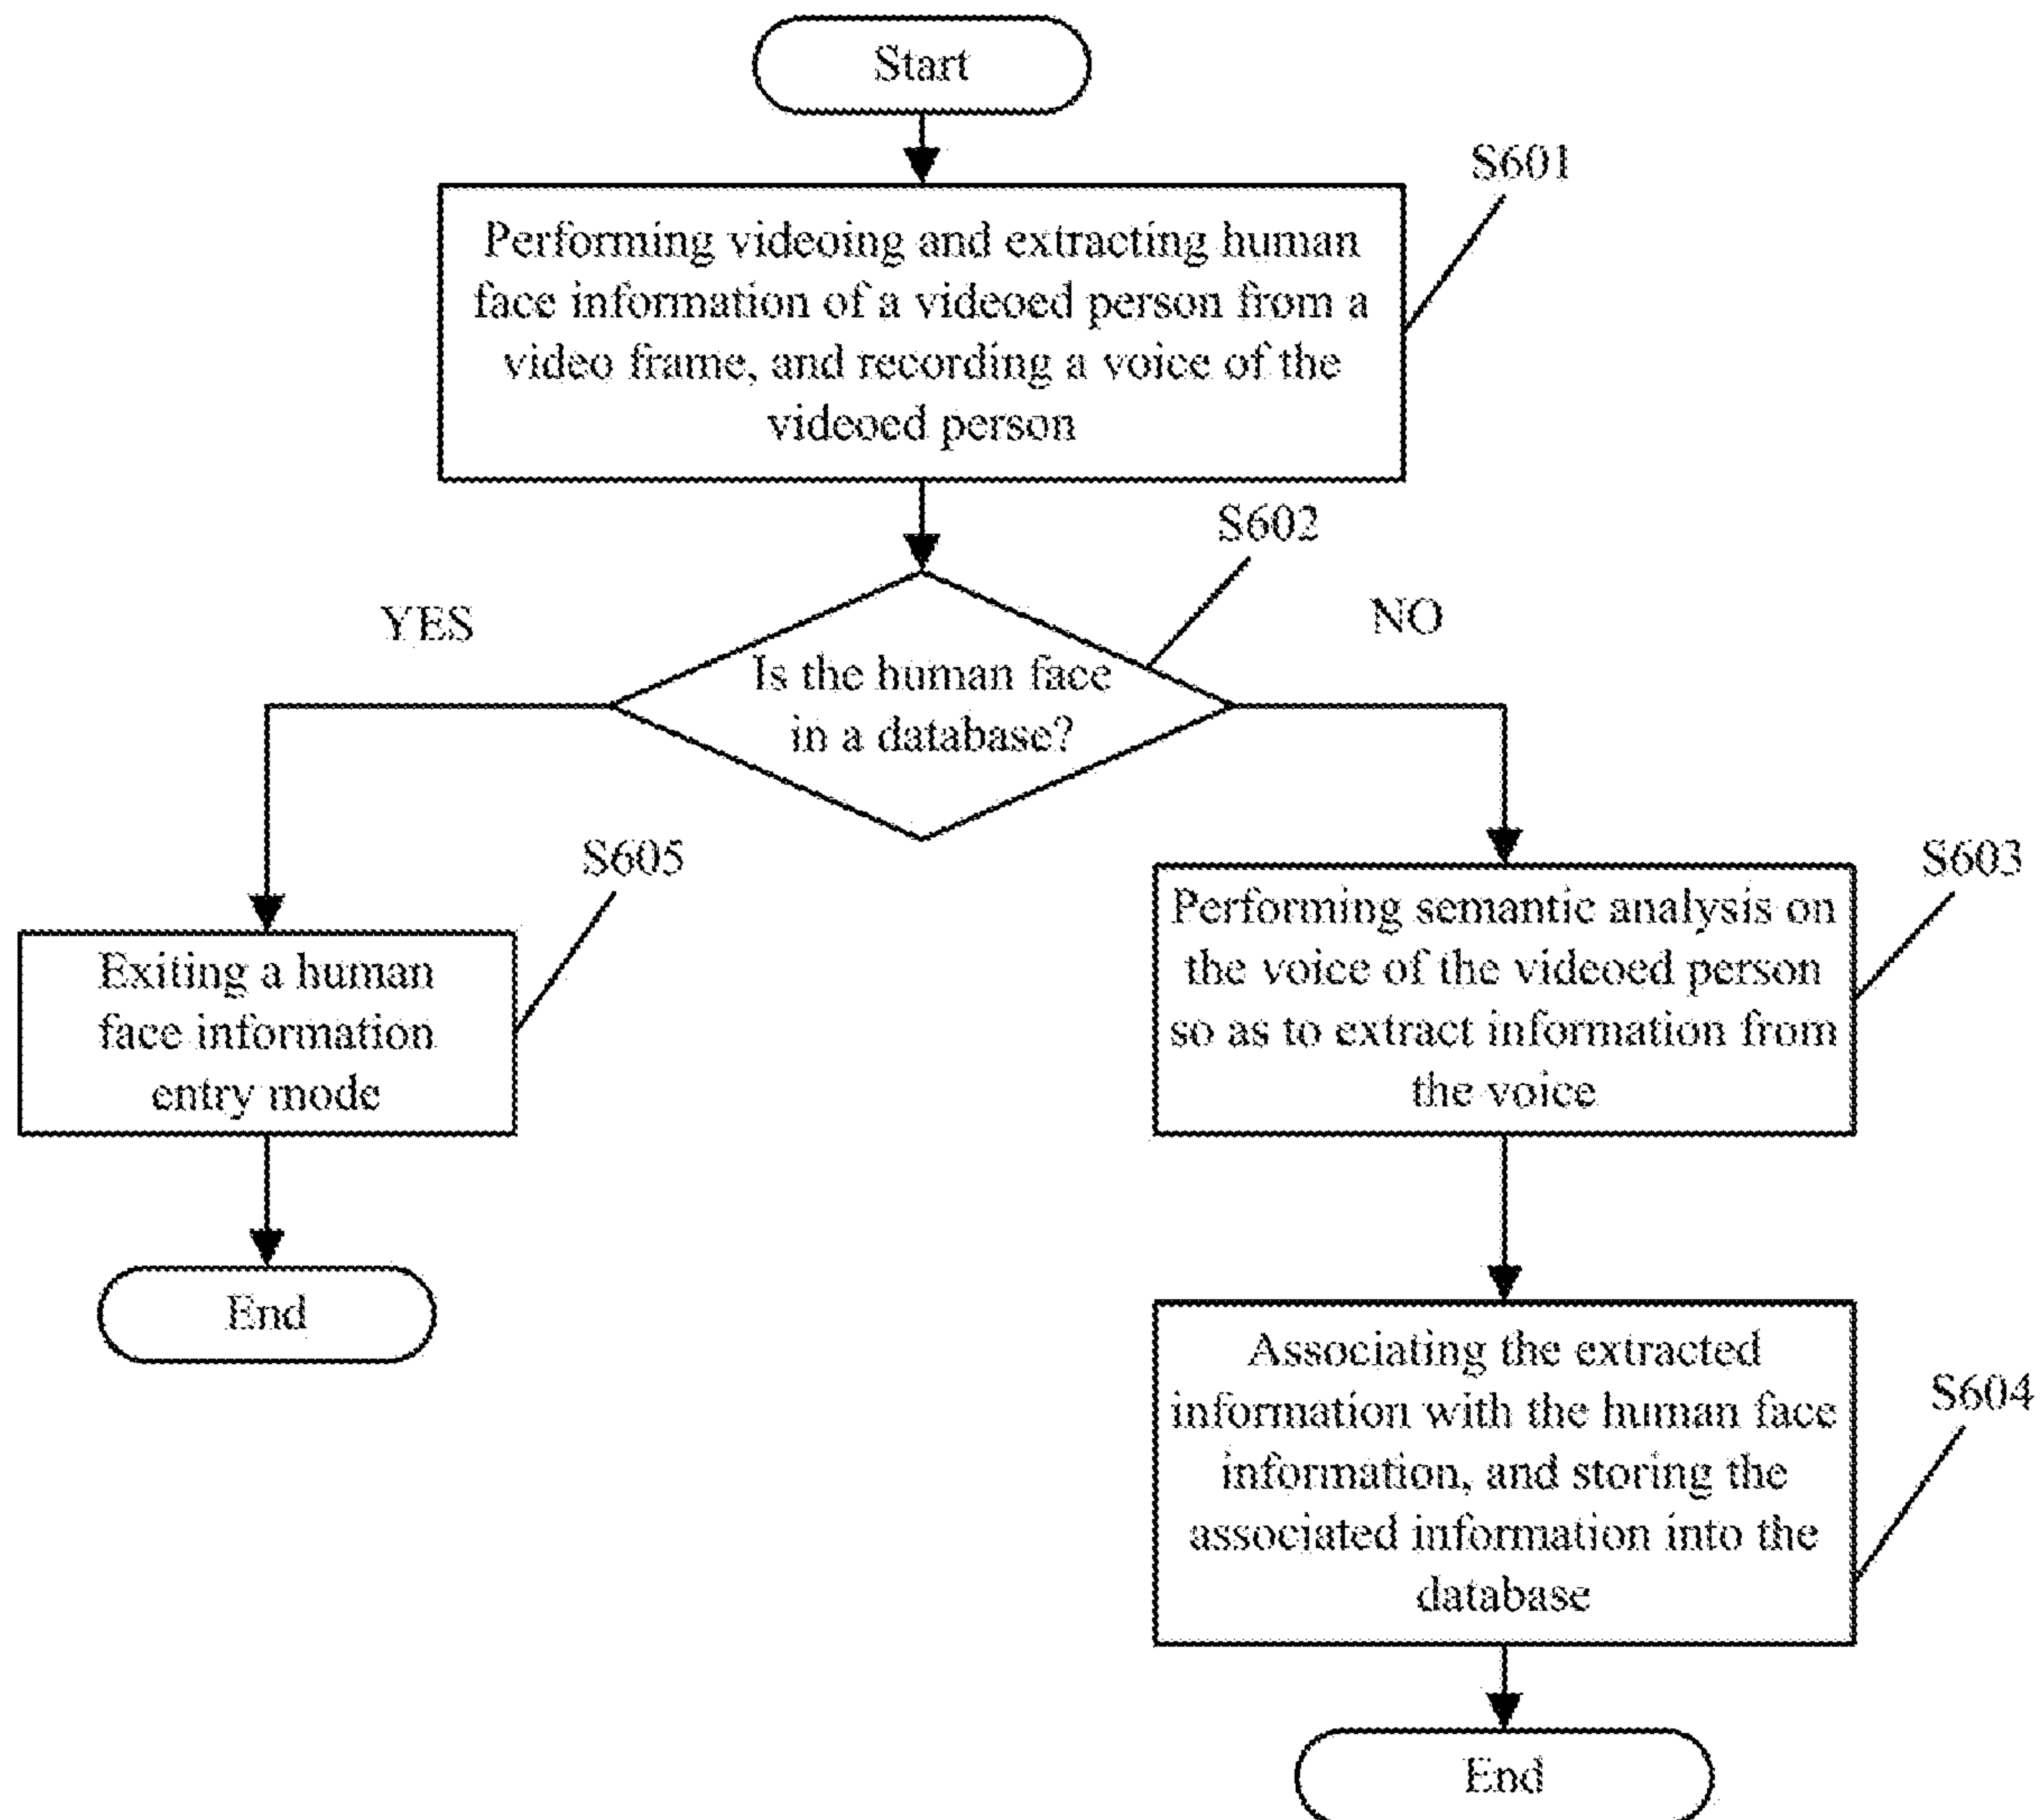 Start
S601
Performing videoing and extracting human
face information of a videoed person from a
video frame, and recording a voice of the
videoed person
S602
YES
NO
Is the human face
in a database?
S605
S603
Exiting a human
face information
entry mode
Performing semantic analysis on
the voice of the videoed person
so as to extract information from
the voice
End
Associating the extracted
information with the human face
information, and storing the
associated information into the
database
S604
End